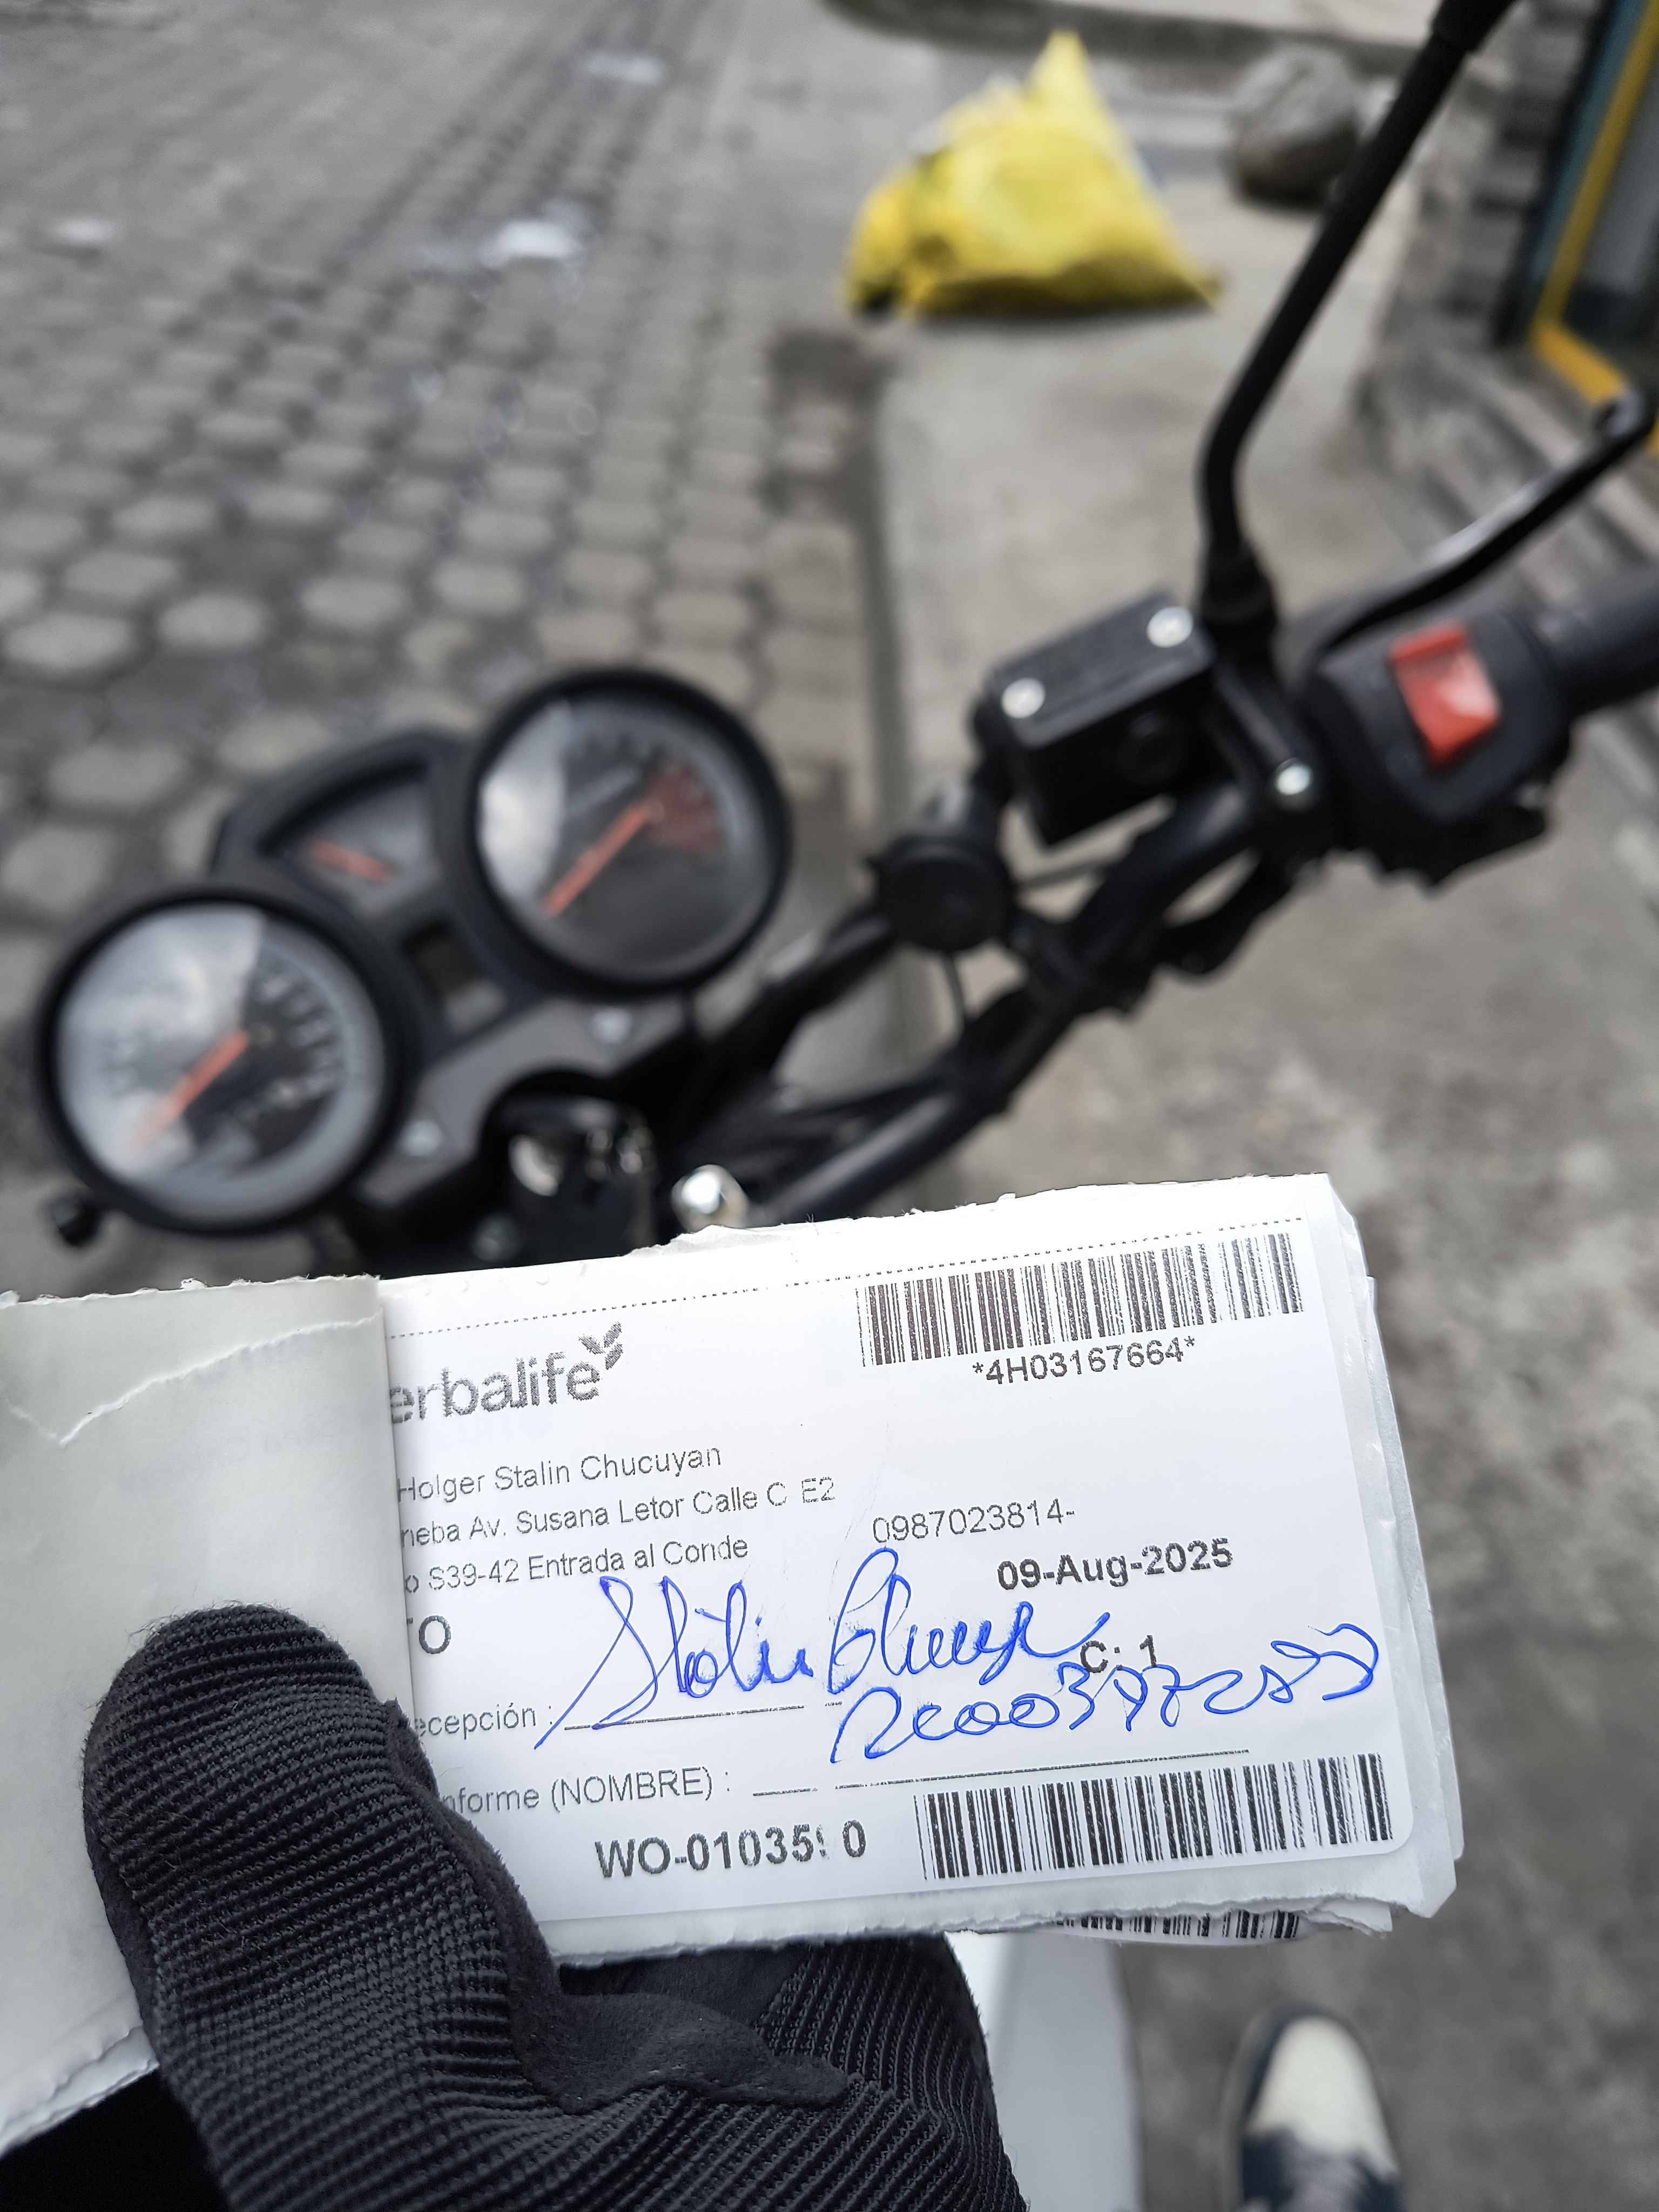 *4H03167664*
erbalife
Holger Stalin Chucuyan
neba Av. Susana Letor Calle C E2
0987023814-
o S39-42 Entrada al Conde
09-Aug-2025
TO
Stalin
C: 1
ecepción :
nforme (NOMBRE) :
WO-01035